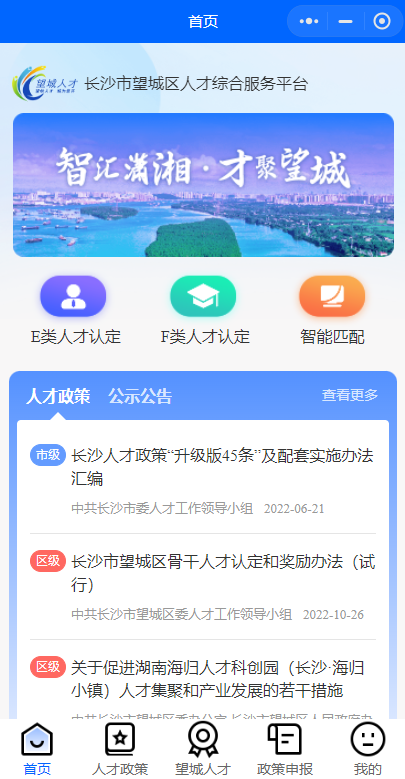 首页
望城人才
长沙市望城区人才综合服务平台
智汇潇湘·才聚望城
E类人才认定
F类人才认定
智能匹配
人才政策
公示公告
查看更多
市级
长沙人才政策“升级版45条”及配套实施办法
汇编
中共长沙市委人才工作领导小组 2022-06-21
区级
长沙市望城区骨干人才认定和奖励办法（试
行）
中共长沙市望城区委人才工作领导小组 2022-10-26
区级
关于促进湖南海归人才科创园（长沙·海归
小镇）人才集聚和产业发展的若干措施
首页
人才政策
望城人才
政策申报
我的